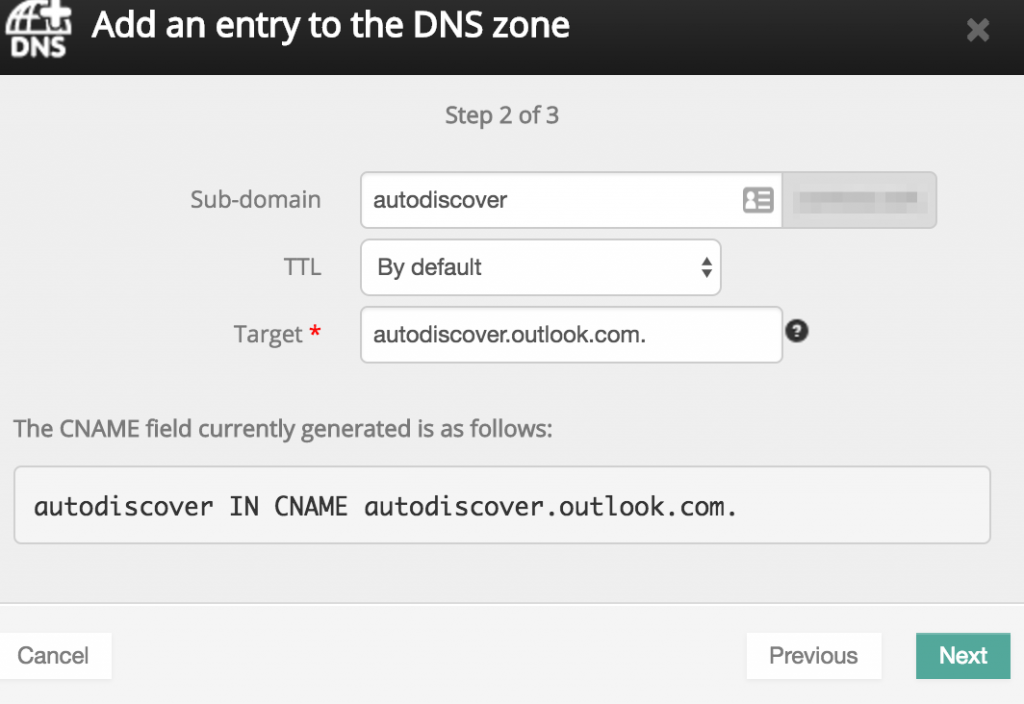 DNS
Add an entry to the DNS zone
Step 2 of 3
Sub-domain autodiscover
TTL By default
Target * autodiscover.outlook.com.
The CNAME field currently generated is as follows:
autodiscover IN CNAME autodiscover.outlook.com.
Cancel Previous Next